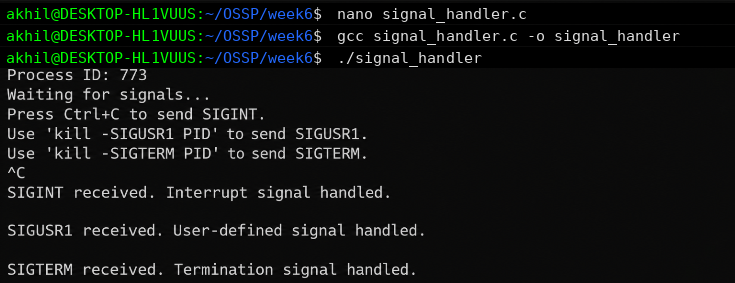 akhil@DESKTOP-HL1VUUS:~/OSSP/week6$ nano signal_handler.c
akhil@DESKTOP-HL1VUUS:~/OSSP/week6$ gcc signal_handler.c -o signal_handler
akhil@DESKTOP-HL1VUUS:~/OSSP/week6$ ./signal_handler
Process ID: 773
Waiting for signals...
Press Ctrl+C to send SIGINT.
Use 'kill -SIGUSR1 PID' to send SIGUSR1.
Use 'kill -SIGTERM PID' to send SIGTERM.
^C
SIGINT received. Interrupt signal handled.
SIGUSR1 received. User-defined signal handled.
SIGTERM received. Termination signal handled.